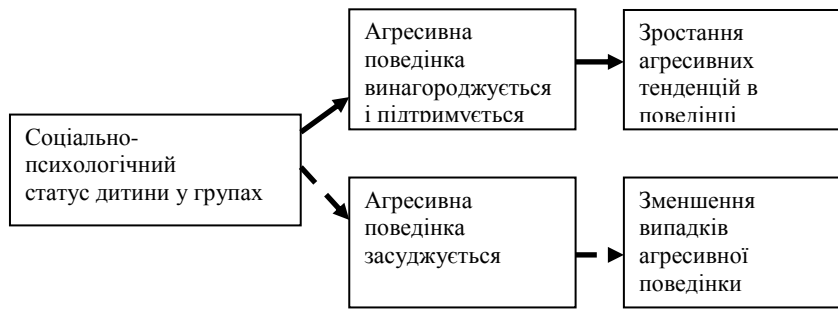 Соціально-
психологічний
статус дитини у групах
Агресивна
поведінка
винагороджується
і підтримується
Зростання
агресивних
тенденцій в
поведінці
Агресивна
поведінка
засуджується
Зменшення
випадків
агресивної
поведінки